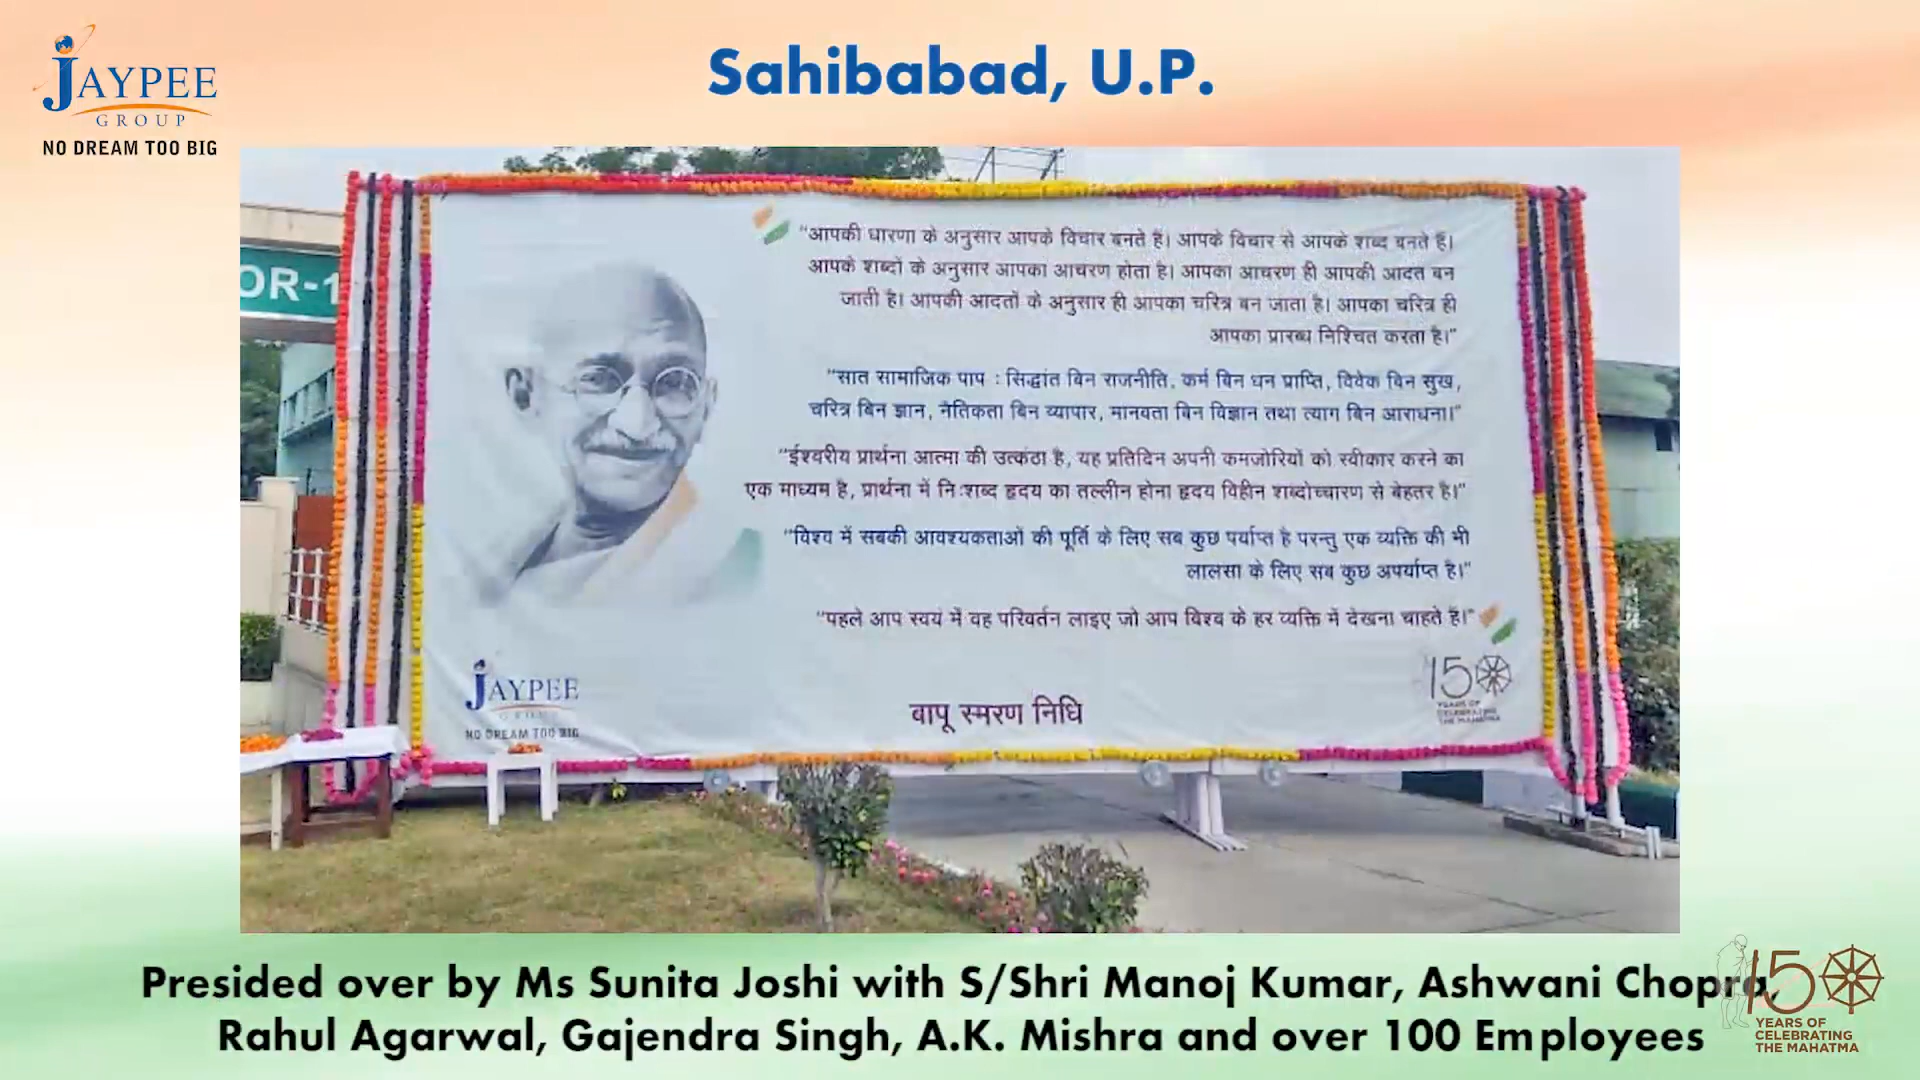 JAYPEE
GROUP
NO DREAM TOO BIG
Sahibabad, U.P.
OR-1
"आपकी धारणा के अनुसार आपके विचार बनते हैं। आपके विचार से आपके शब्द बनते हैं।
आपके शब्दों के अनुसार आपका आचरण होता है। आपका आचरण ही आपकी आदत बन
जाती है। आपकी आदतों के अनुसार ही आपका चरित्र बन जाता है। आपका चरित्र ही
आपका प्रारब्ध निश्चित करता है।"
"सात सामाजिक पाप : सिद्धांत बिन राजनीति, कर्म बिन धन प्राप्ति, विवेक बिन सुख,
चरित्र बिन ज्ञान, नैतिकता बिन व्यापार, मानवता बिन विज्ञान तथा त्याग बिन आराधना।"
"ईश्वरीय प्रार्थना आत्मा की उत्कंठा है, यह प्रतिदिन अपनी कमजोरियों को स्वीकार करने का
एक माध्यम है, प्रार्थना में नि:शब्द हृदय का तल्लीन होना हृदय विहीन शब्दोच्चारण से बेहतर है।"
"विश्व में सबकी आवश्यकताओं की पूर्ति के लिए सब कुछ पर्याप्त है परन्तु एक व्यक्ति की भी
लालसा के लिए सब कुछ अपर्याप्त है।"
"पहले आप स्वयं में वह परिवर्तन लाइए जो आप विश्व के हर व्यक्ति में देखना चाहते हैं।"
JAYPEE
GROUP
NO DREAM TOO BIG
बापू स्मरण निधि
150
YEARS OF
CELEBRATING
THE MAHATMA
Presided over by Ms Sunita Joshi with S/Shri Manoj Kumar, Ashwani Chopra,
Rahul Agarwal, Gajendra Singh, A.K. Mishra and over 100 Employees
150
YEARS OF
CELEBRATING
THE MAHATMA